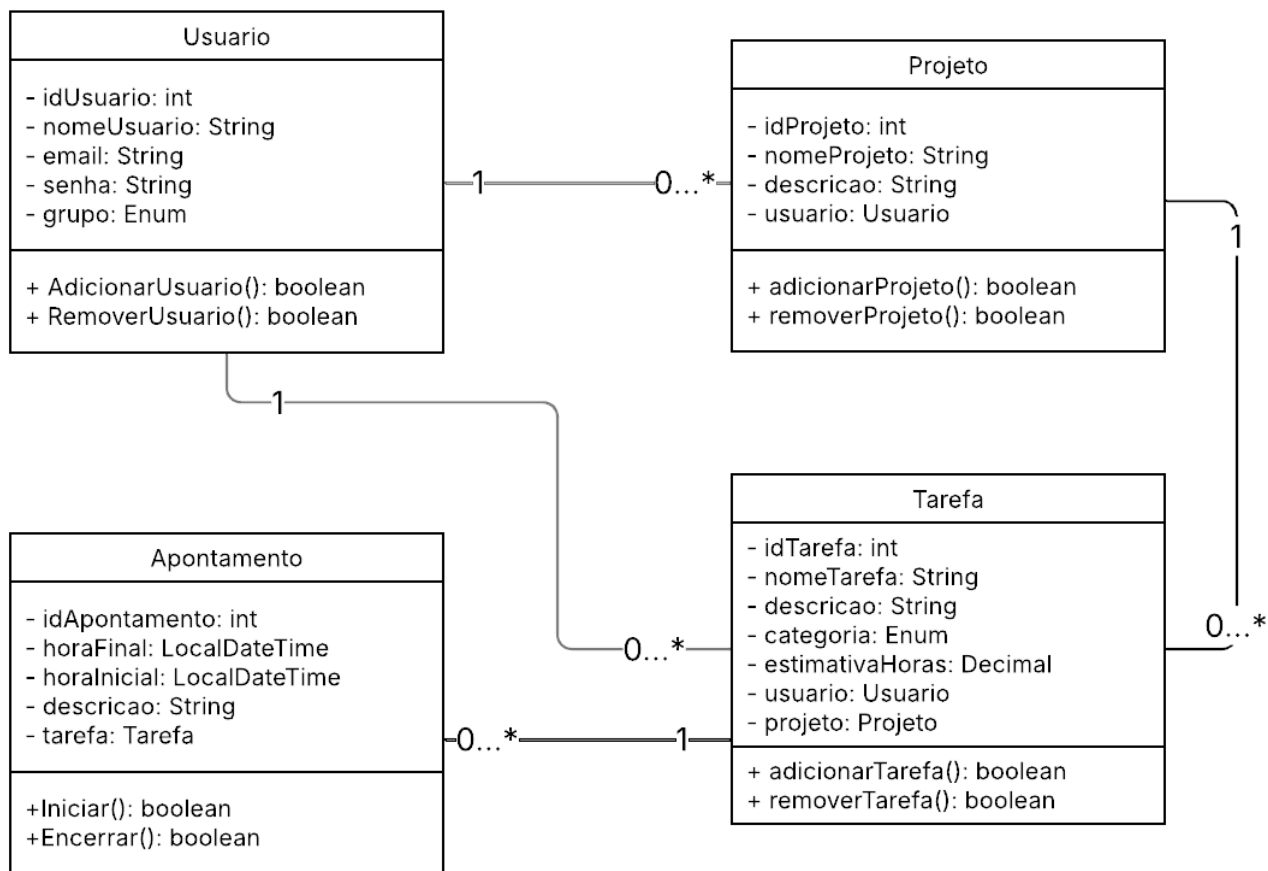 Usuario
- idUsuario: int
- nomeUsuario: String
- email: String
- senha: String
- grupo: Enum
+ AdicionarUsuario(): boolean
+ RemoverUsuario(): boolean
1
0...*
Projeto
- idProjeto: int
- nomeProjeto: String
- descricao: String
- usuario: Usuario
+ adicionarProjeto(): boolean
+ removerProjeto(): boolean
1
1
0...*
0...*
Apontamento
- idApontamento: int
- horaFinal: LocalDateTime
- horaInicial: LocalDateTime
- descricao: String
- tarefa: Tarefa
+Iniciar(): boolean
+Encerrar(): boolean
0...*
1
Tarefa
- idTarefa: int
- nomeTarefa: String
- descricao: String
- categoria: Enum
- estimativaHoras: Decimal
- usuario: Usuario
- projeto: Projeto
+ adicionarTarefa(): boolean
+ removerTarefa(): boolean